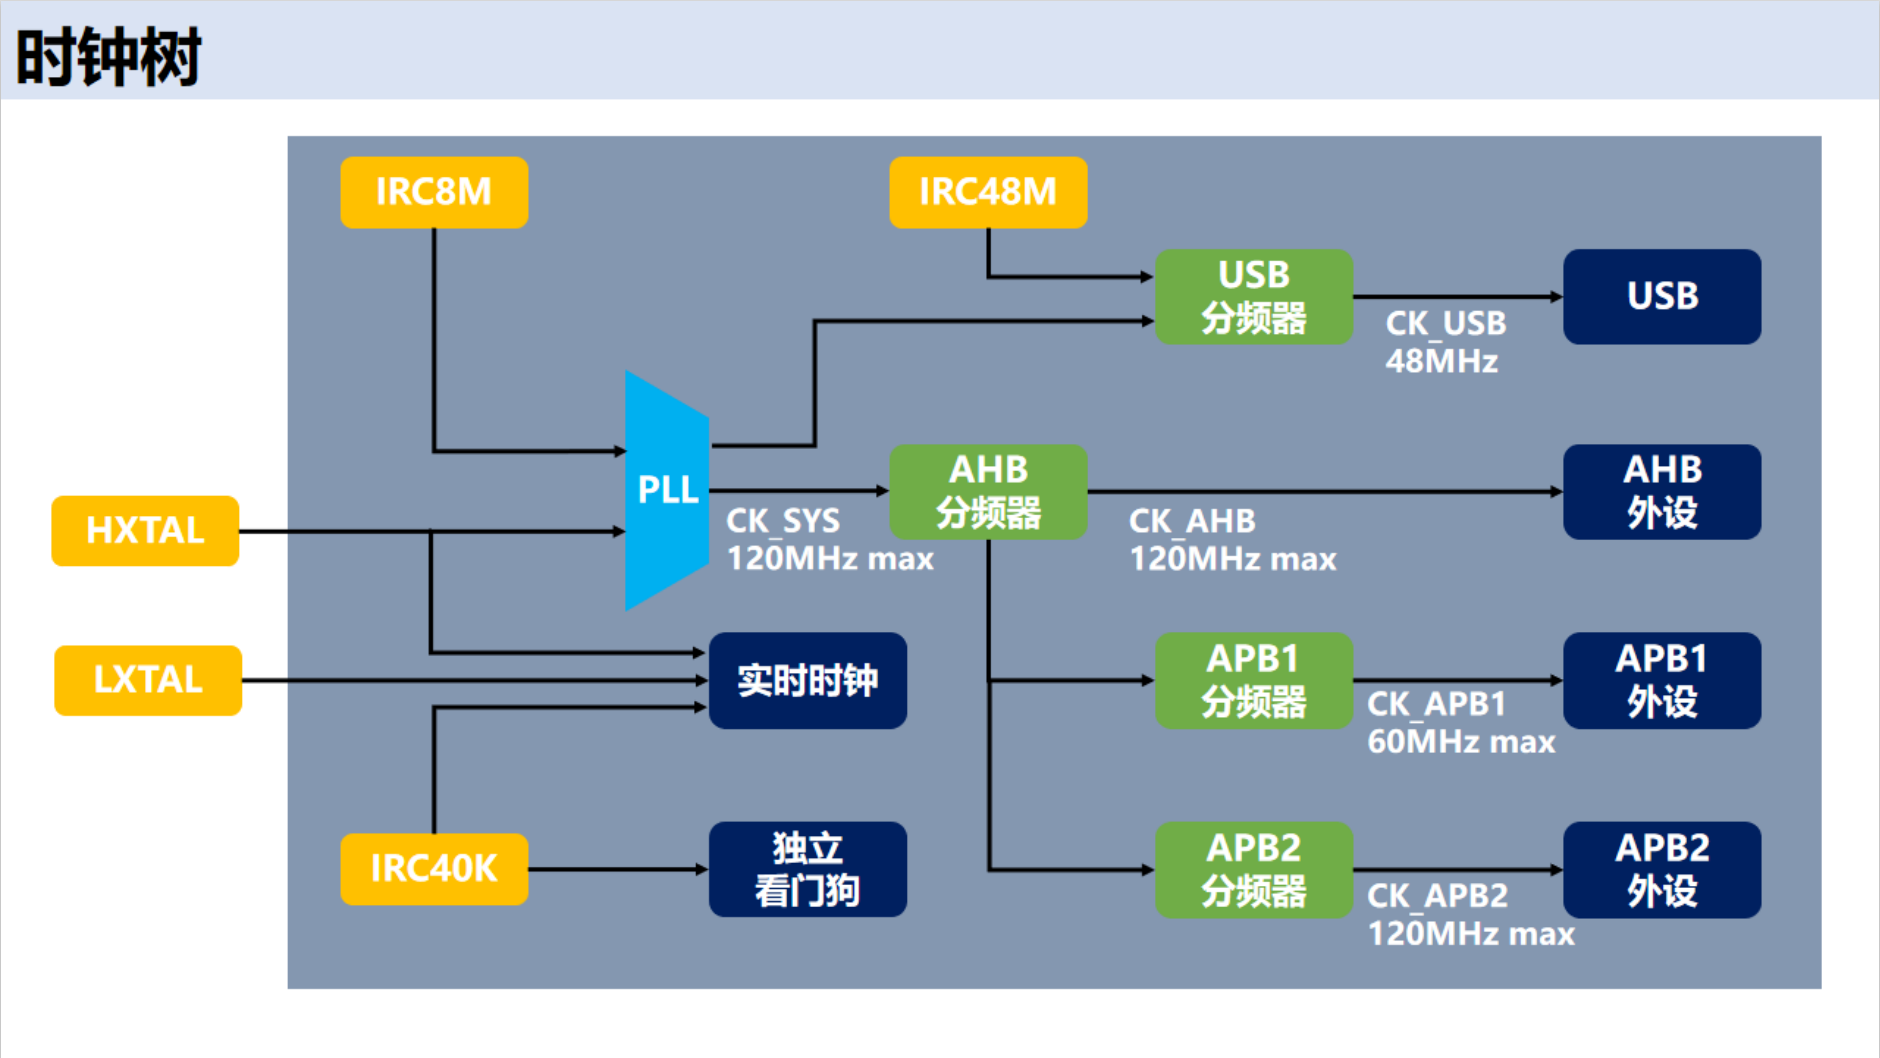 时钟树
IRC8M
IRC48M
USB
分频器
USB
CK_USB
48MHz
PLL
AHB
分频器
AHB
外设
HXTAL
CK_SYS
120MHz max
CK_AHB
120MHz max
LXTAL
实时时钟
APB1
分频器
APB1
外设
CK_APB1
60MHz max
IRC40K
独立
看门狗
APB2
分频器
APB2
外设
CK_APB2
120MHz max